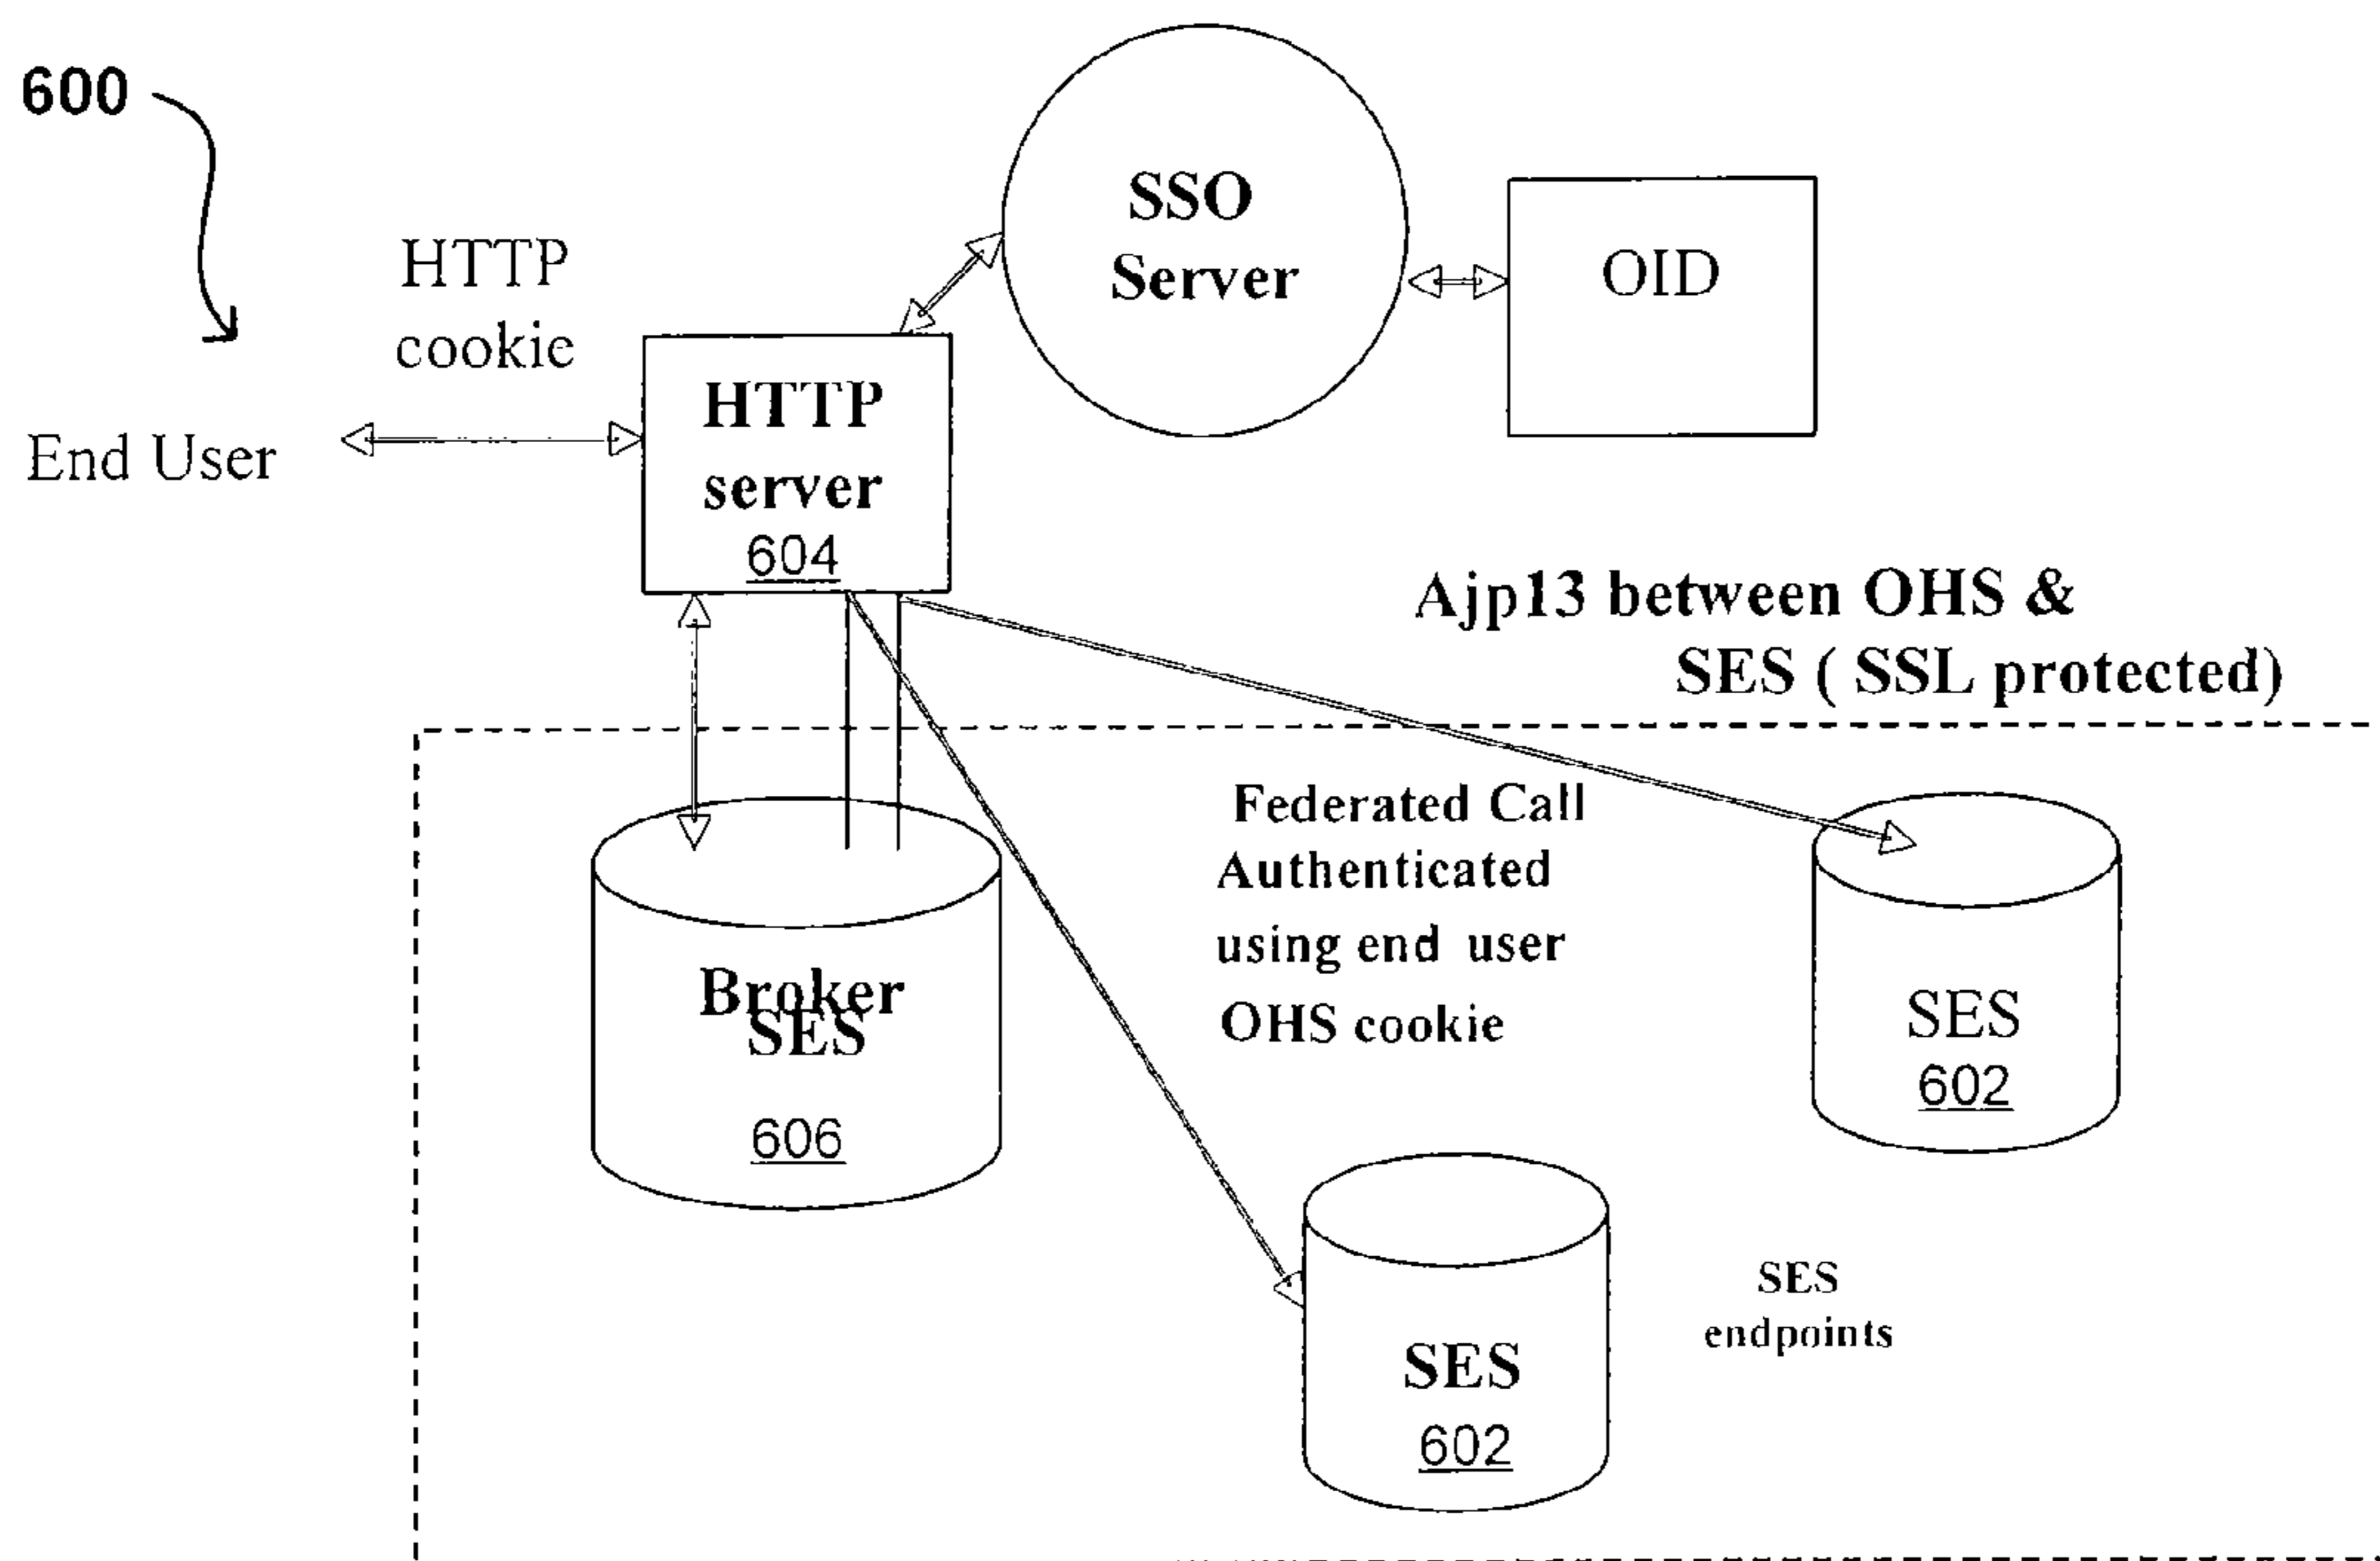 600
HTTP
cookie
End User
SSO
Server
OID
HTTP
server
604
Ajp13 between OHS &
SES ( SSL protected)
Federated Call
Authenticated
using end user
OHS cookie
Broker
SES
606
SES
602
SES
602
SES
endpoints